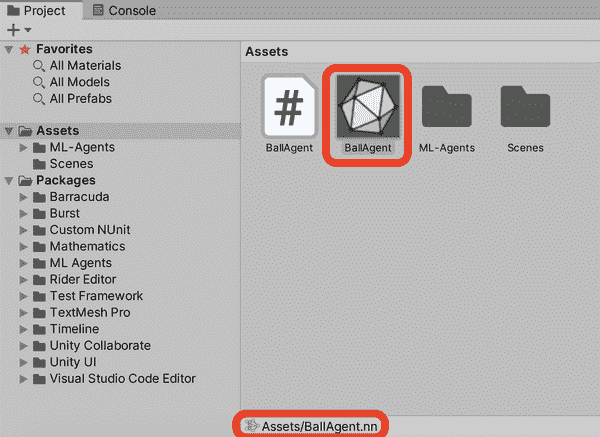 Project
Console
Favorites
All Materials
All Models
All Prefabs
Assets
ML-Agents
Scenes
Packages
Barracuda
Burst
Custom NUnit
Mathematics
ML Agents
Rider Editor
Test Framework
TextMesh Pro
Timeline
Unity Collaborate
Unity UI
Visual Studio Code Editor
Assets
#
BallAgent
BallAgent
ML-Agents
Scenes
Assets/BallAgent.nn